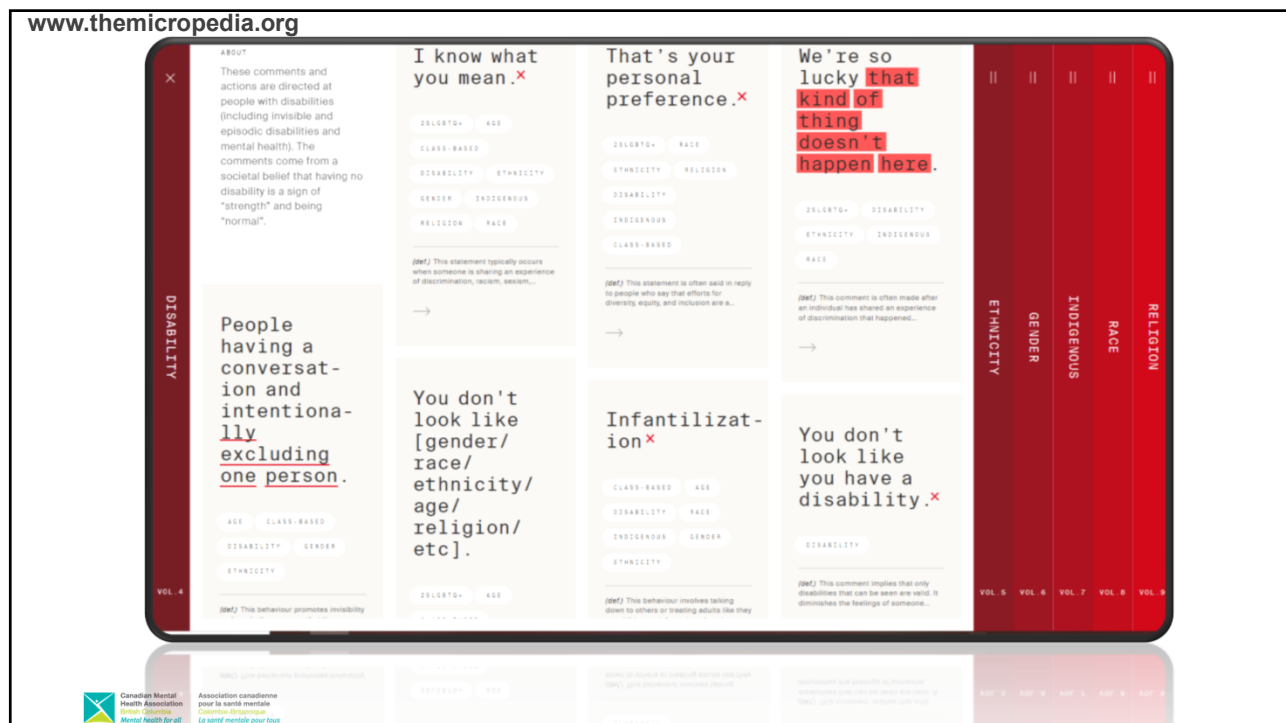 www.themicropedia.org
×
DISABILITY
VOL.4
ABOUT
These comments and
actions are directed at
people with disabilities
(including invisible and
episodic disabilities and
mental health). The
comments come from a
societal belief that having no
disability is a sign of
“strength” and being
“normal”.
People
having a
conversat-
ion and
intentiona-
lly
excluding
one person.
AGE CLASS-BASED
DISABILITY GENDER
ETHNICITY
(def.) This behaviour promotes invisibility
I know what
you mean.×
2SLGBTQ+ AGE
CLASS-BASED
DISABILITY ETHNICITY
GENDER INDIGENOUS
RELIGION RACE
(def.) This statement typically occurs
when someone is sharing an experience
of discrimination, racism, sexism,...
→
You don't
look like
[gender/
race/
ethnicity/
age/
religion/
etc].
2SLGBTQ+ AGE
That's your
personal
preference.×
2SLGBTQ+ RACE
ETHNICITY RELIGION
DISABILITY
INDIGENOUS
CLASS-BASED
(def.) This statement is often said in reply
to people who say that efforts for
diversity, equity, and inclusion are a...
→
Infantilizat-
ion×
CLASS-BASED AGE
DISABILITY RACE
INDIGENOUS GENDER
ETHNICITY
(def.) This behaviour involves talking
down to others or treating adults like they
We're so
lucky that
kind of
thing
doesn't
happen here.
2SLGBTQ+ DISABILITY
ETHNICITY INDIGENOUS
RACE
(def.) This comment is often made after
an individual has shared an experience
of discrimination that happened...
→
You don't
look like
you have a
disability.×
DISABILITY
(def.) This comment implies that only
disabilities that can be seen are valid. It
diminishes the feelings of someone...
ETHNICITY
VOL.5
GENDER
VOL.6
INDIGENOUS
VOL.7
RACE
VOL.8
RELIGION
VOL.9
Canadian Mental
Health Association
British Columbia
Mental health for all
Association canadienne
pour la santé mentale
Colombie-Britannique
La santé mentale pour tous